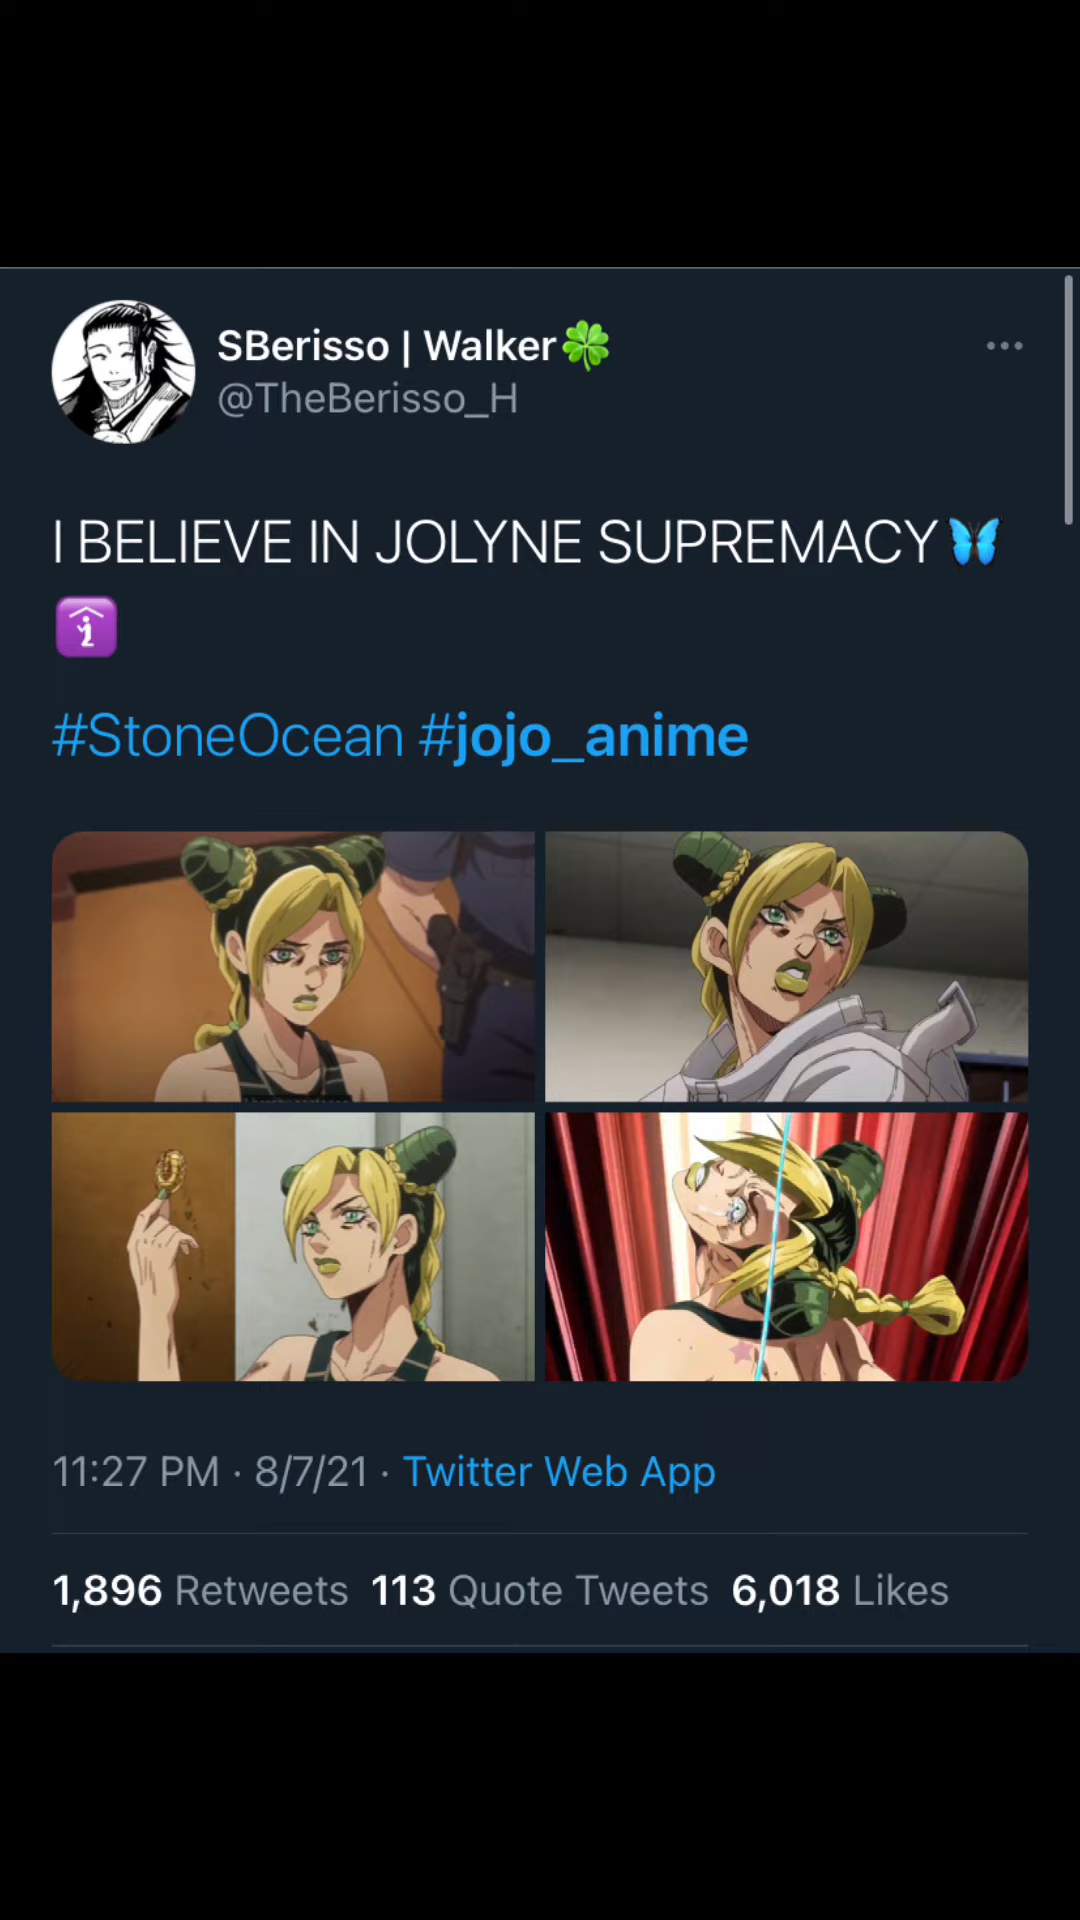 SBerisso | Walker🍀
@TheBerisso_H
I BELIEVE IN JOLYNE SUPREMACY🦋
🛐
#StoneOcean #jojo_anime
11:27 PM · 8/7/21 · Twitter Web App
1,896 Retweets 113 Quote Tweets 6,018 Likes